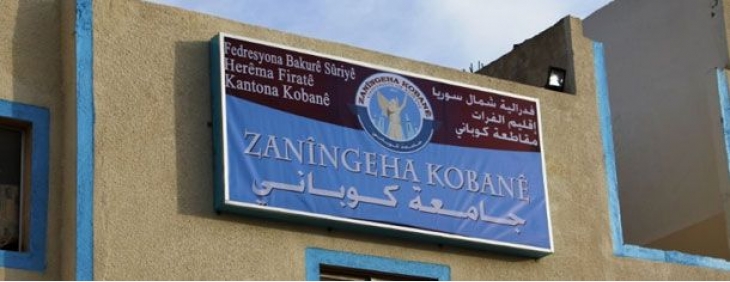 Fedresyona Bakurê Sûriyê
Herêma Firatê
Kantona Kobanê
فدرالية شمال سوريا
إقليم الفرات
مقاطعة كوباني
ZANÎNGEHA KOBANÊ
ZANÎNGEHA KOBANÊ
جامعة كوباني